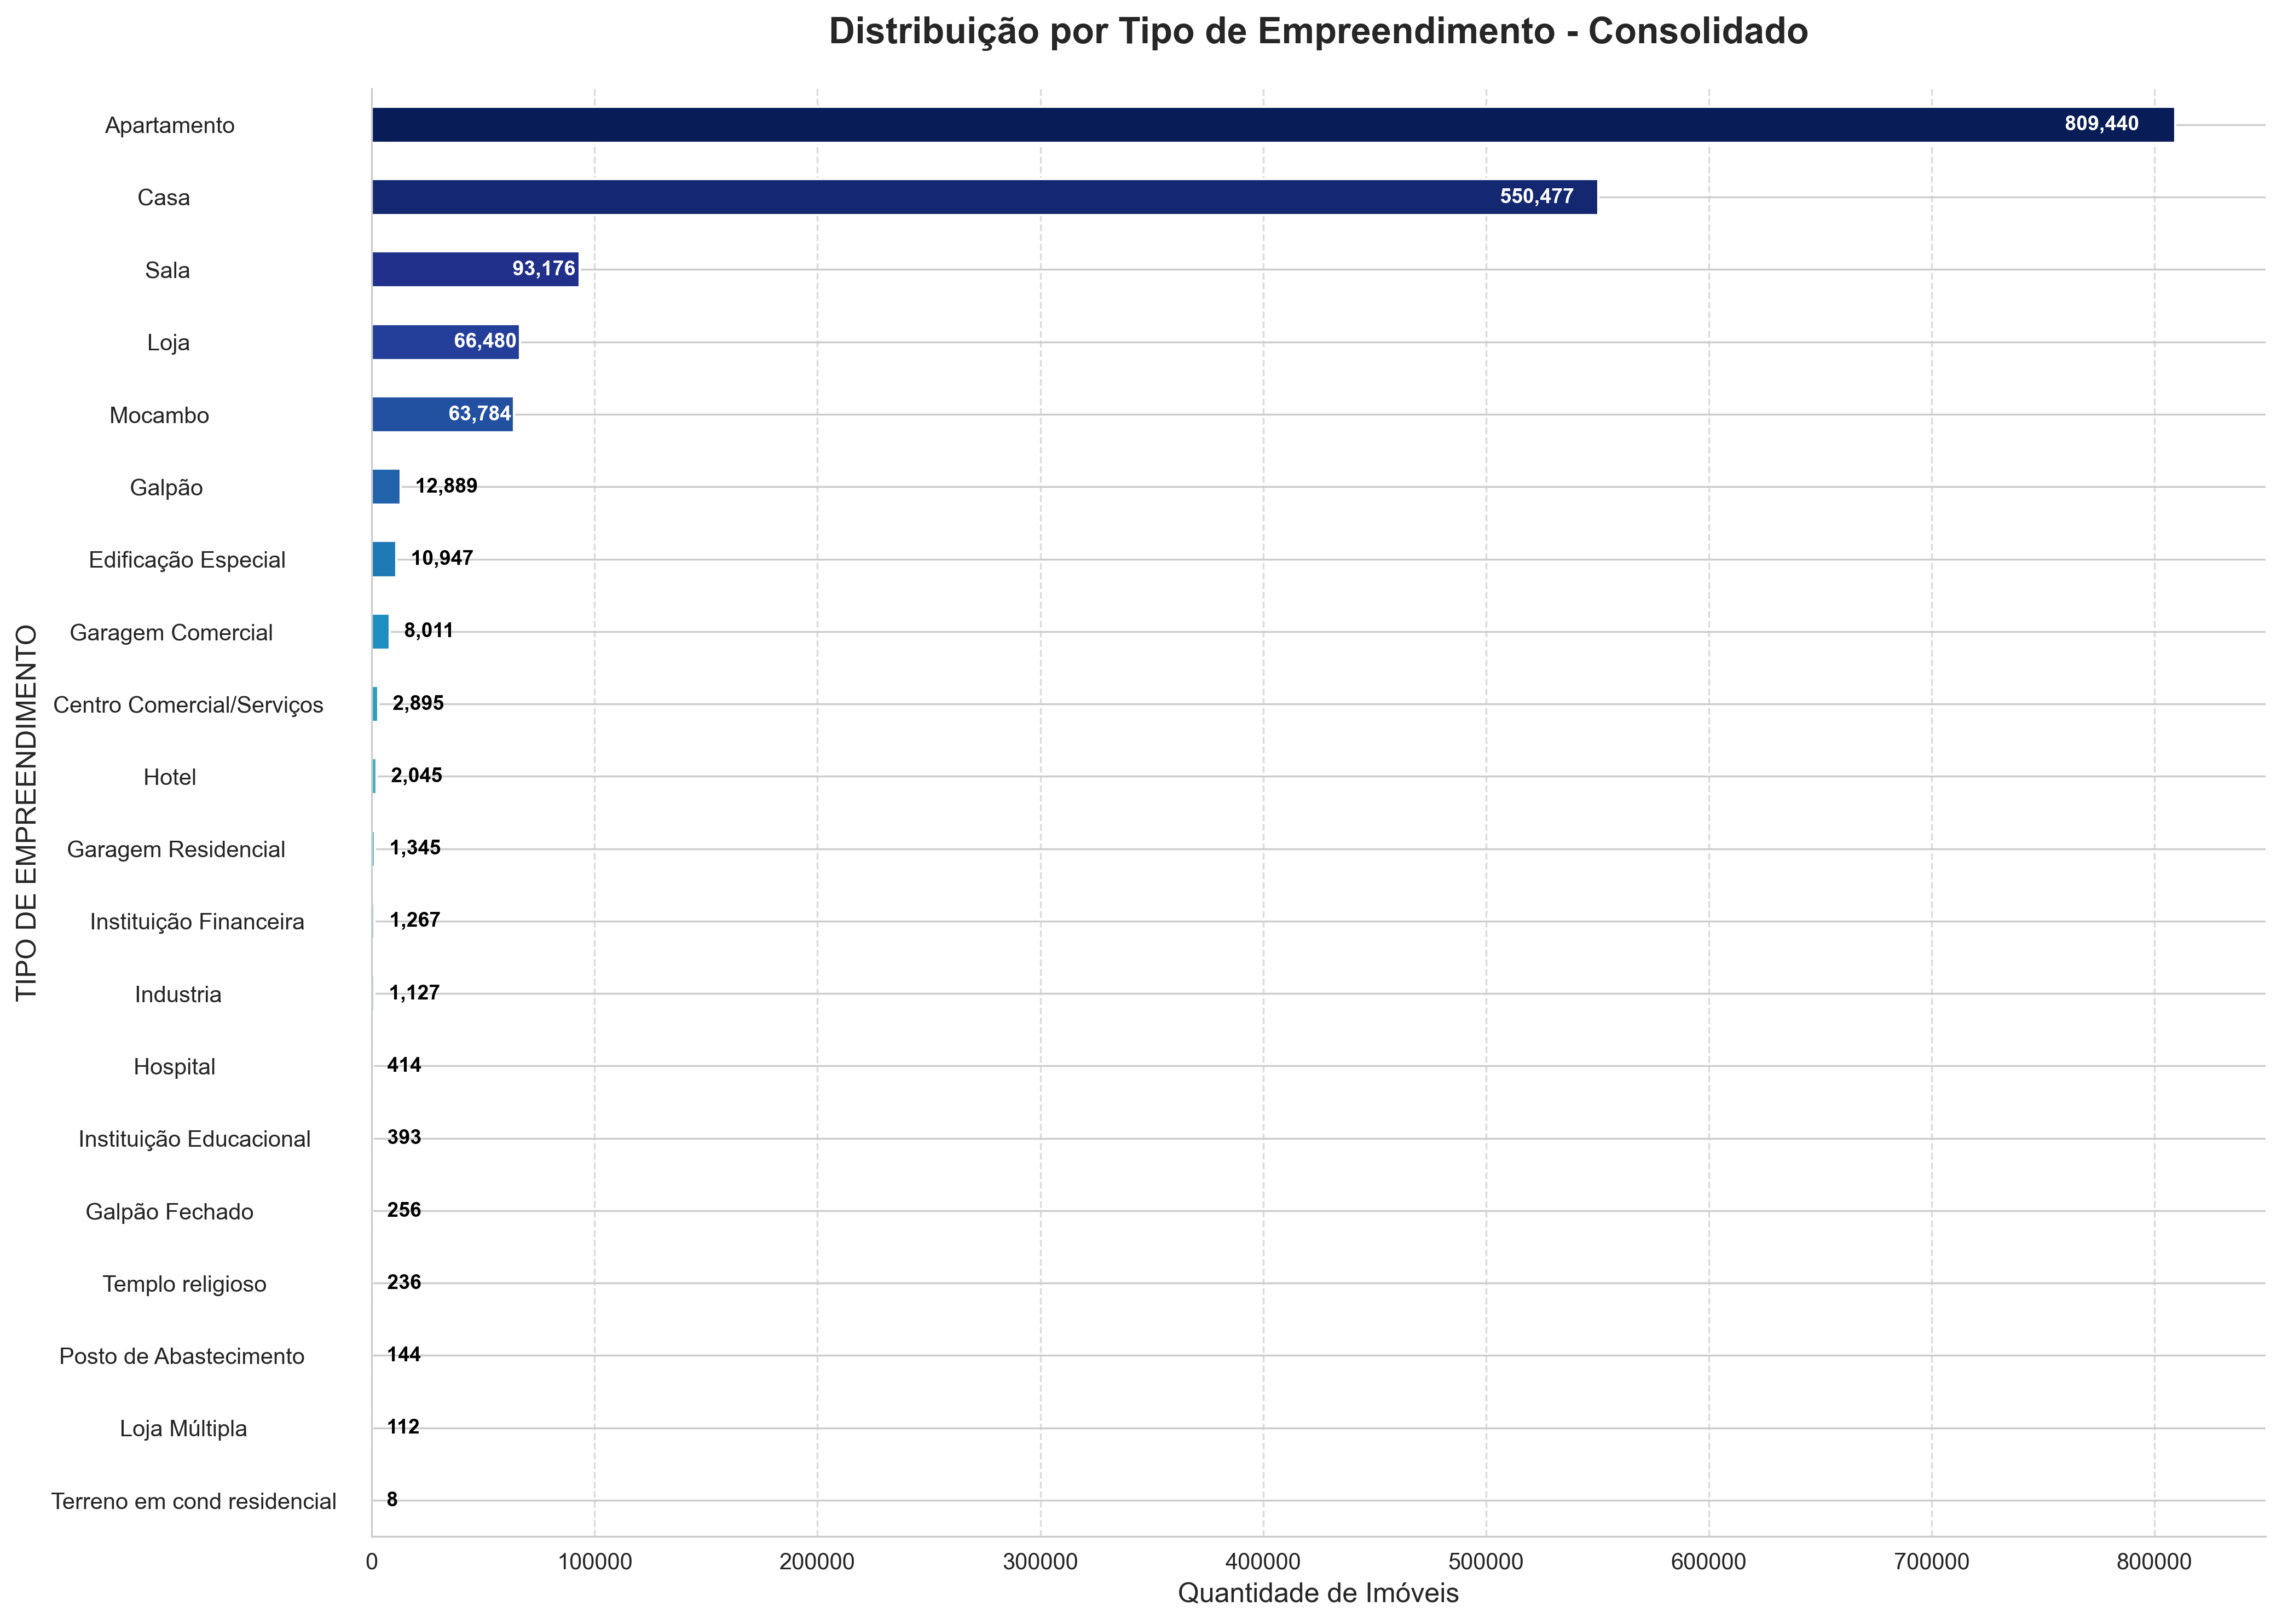 Distribuição por Tipo de Empreendimento - Consolidado
TIPO DE EMPREENDIMENTO
Apartamento 809,440
Casa 550,477
Sala 93,176
Loja 66,480
Mocambo 63,784
Galpão 12,889
Edificação Especial 10,947
Garagem Comercial 8,011
Centro Comercial/Serviços 2,895
Hotel 2,045
Garagem Residencial 1,345
Instituição Financeira 1,267
Industria 1,127
Hospital 414
Instituição Educacional 393
Galpão Fechado 256
Templo religioso 236
Posto de Abastecimento 144
Loja Múltipla 112
Terreno em cond residencial 8
0 100000 200000 300000 400000 500000 600000 700000 800000
Quantidade de Imóveis